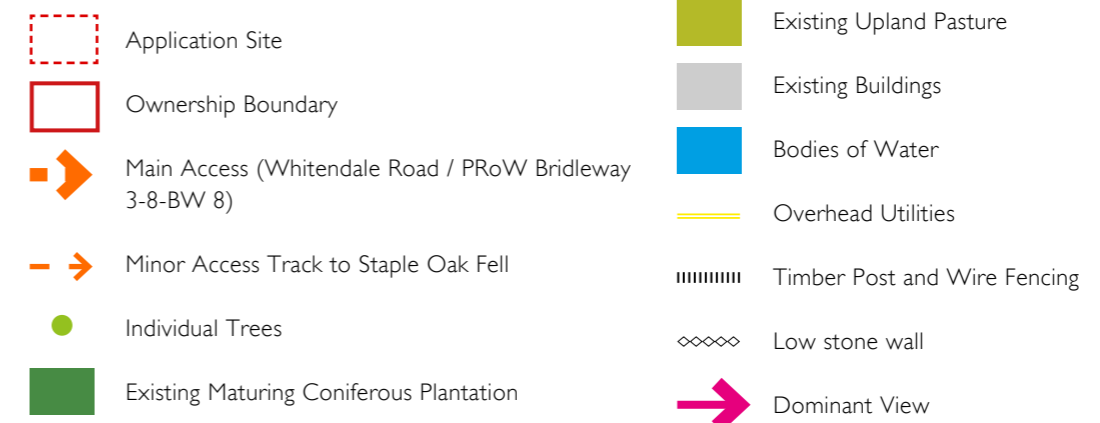 Application Site
Ownership Boundary
Main Access (Whitendale Road / PRoW Bridleway
3-8-BW 8)
Minor Access Track to Staple Oak Fell
Individual Trees
Existing Maturing Coniferous Plantation
Existing Upland Pasture
Existing Buildings
Bodies of Water
Overhead Utilities
Timber Post and Wire Fencing
Low stone wall
Dominant View